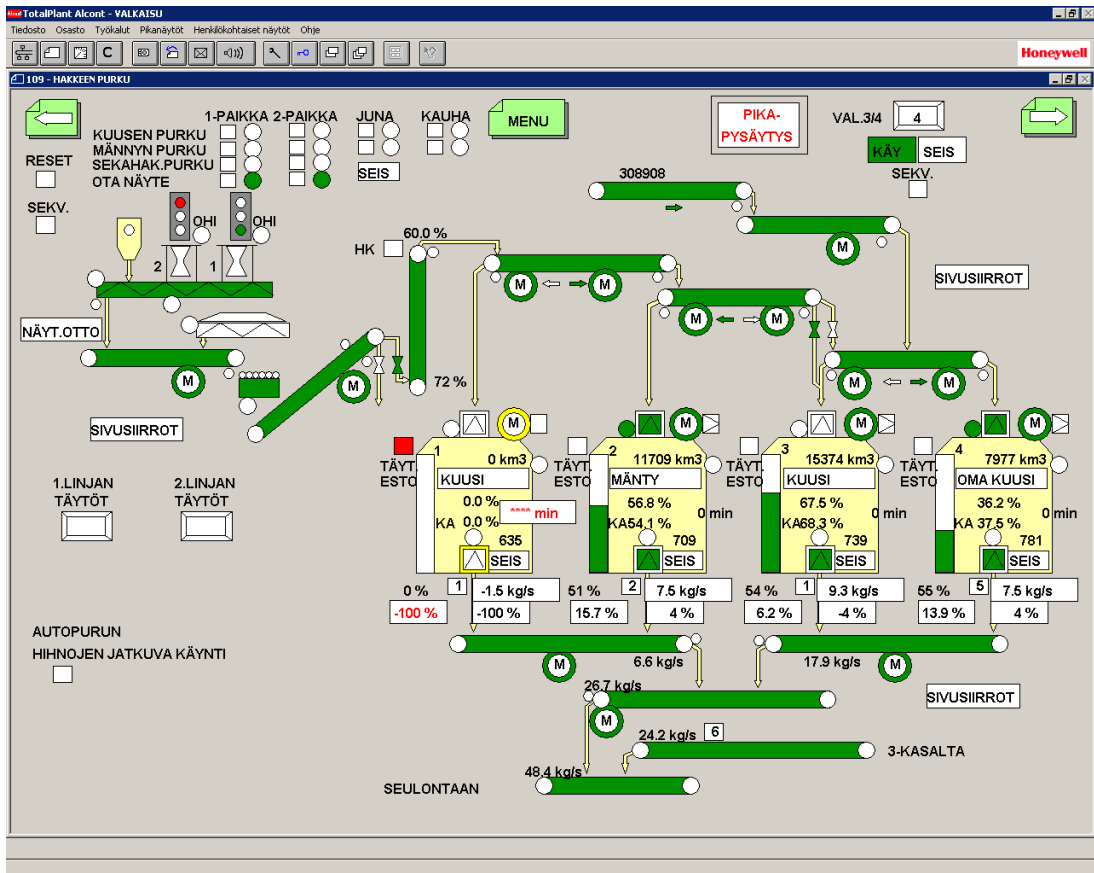 TotalPlant Alcont - VALKAISU
Tiedosto Osasto Työkalut Pikanäytöt Henkilökohtaiset näytöt Ohje
C
Honeywell
109 - HAKKEEN PURKU
1-PAIKKA 2-PAIKKA JUNA KAUHA
MENU
PIKA-
PYSÄYTYS
VAL.3/4 4
KUUSEN PURKU
MÄNNYN PURKU
SEKAHAK.PURKU
OTA NÄYTE
SEIS
KÄY SEIS
SEKV.
RESET
SEKV.
308908
OHI OHI
2 1
HK 60.0 %
M
M M
SIVUSIIRROT
M M
NÄYT.OTTO
M
M
72 %
M M
SIVUSIIRROT
M M M M
TÄYT.
ESTO
1
0 km3
KUUSI
0.0 %
KA 0.0 %
**** min
635
SEIS
TÄYT.
ESTO
2
11709 km3
MÄNTY
56.8 %
0 min
KA54.1 %
709
SEIS
TÄYT.
ESTO
3
15374 km3
KUUSI
67.5 %
0 min
KA68.3 %
739
SEIS
TÄYT.
ESTO
4
7977 km3
OMA KUUSI
36.2 %
0 min
KA 37.5 %
781
SEIS
1.LINJAN
TÄYTÖT
2.LINJAN
TÄYTÖT
0 % 1 -1.5 kg/s
-100 % -100 %
51 % 2 7.5 kg/s
15.7 % 4 %
54 % 1 9.3 kg/s
6.2 % -4 %
55 % 5 7.5 kg/s
13.9 % 4 %
AUTOPURUN
HIHNOJEN JATKUVA KÄYNTI
M 6.6 kg/s
17.9 kg/s M
26.7 kg/s
M
SIVUSIIRROT
24.2 kg/s 6
3-KASALTA
48.4 kg/s
SEULONTAAN